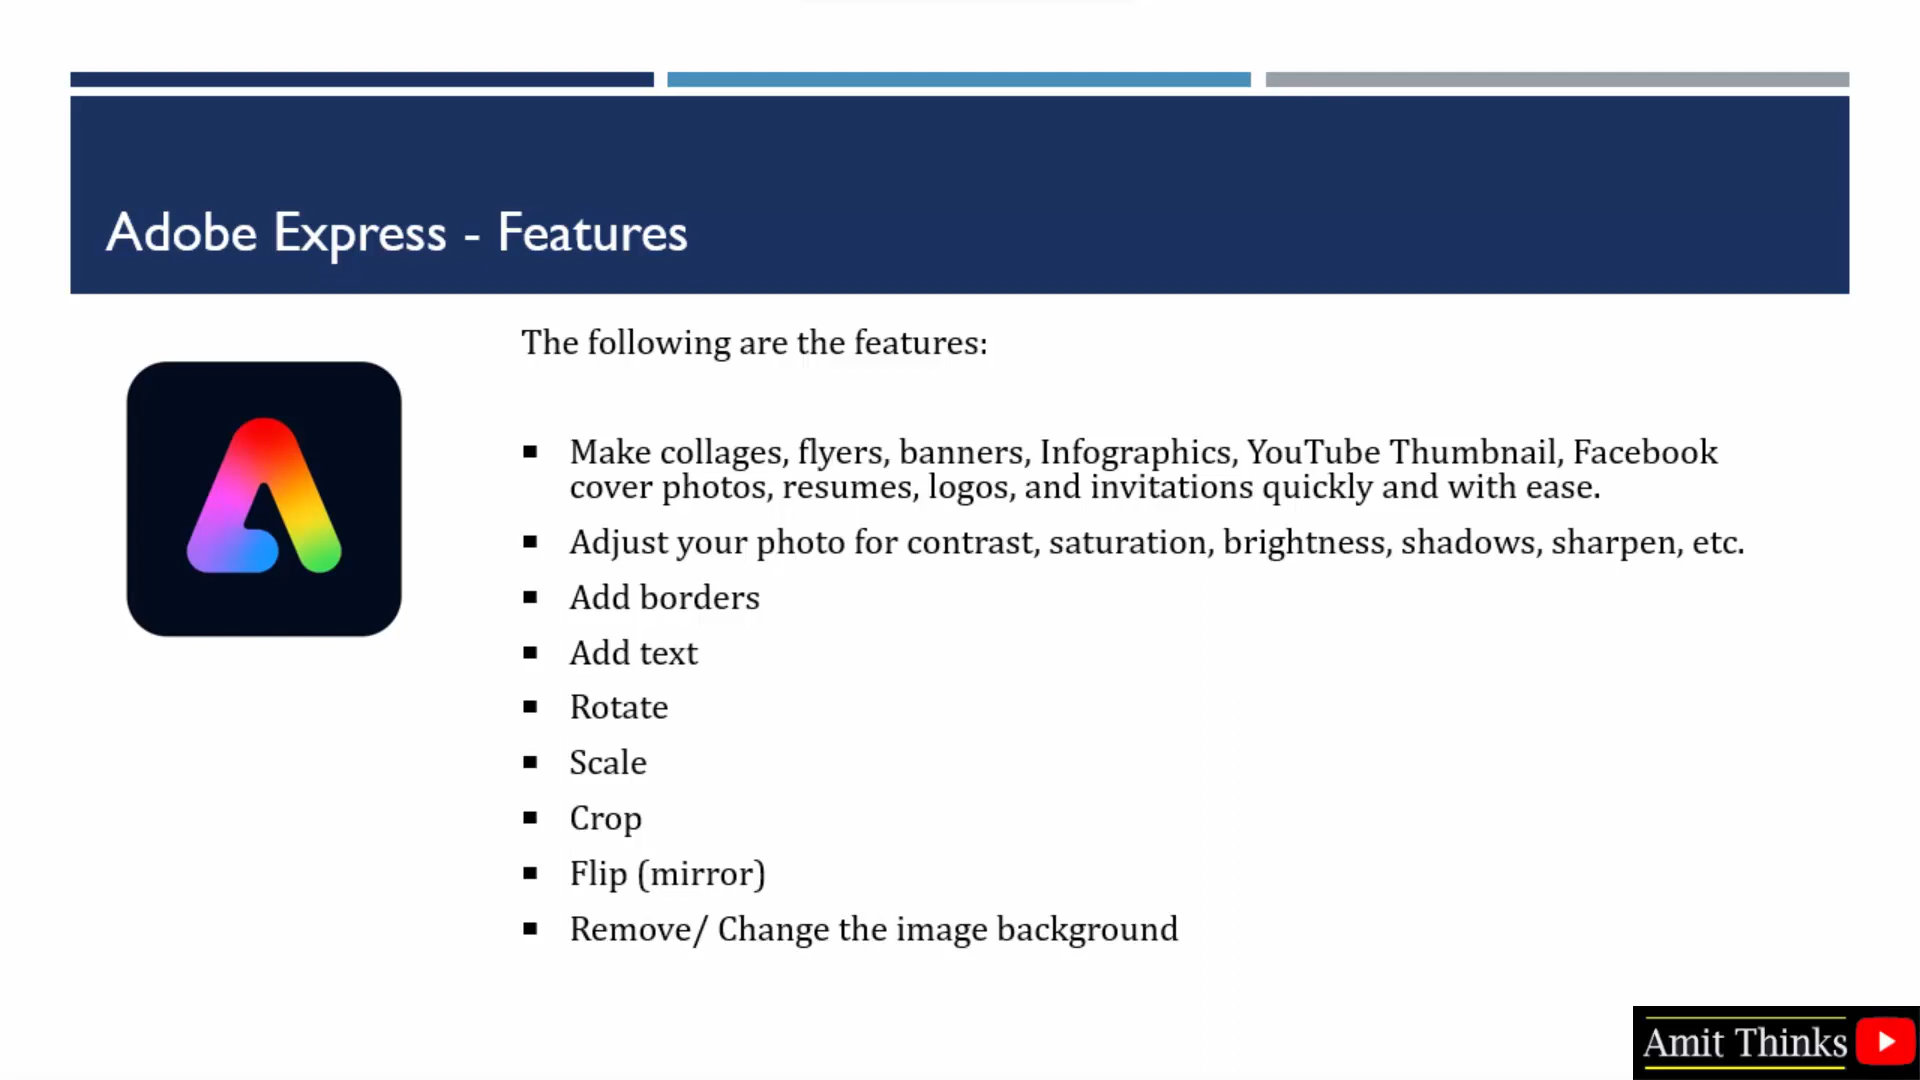 Adobe Express - Features
The following are the features:
▪ Make collages, flyers, banners, Infographics, YouTube Thumbnail, Facebook
cover photos, resumes, logos, and invitations quickly and with ease.
▪ Adjust your photo for contrast, saturation, brightness, shadows, sharpen, etc.
▪ Add borders
▪ Add text
▪ Rotate
▪ Scale
▪ Crop
▪ Flip (mirror)
▪ Remove/ Change the image background
Amit Thinks